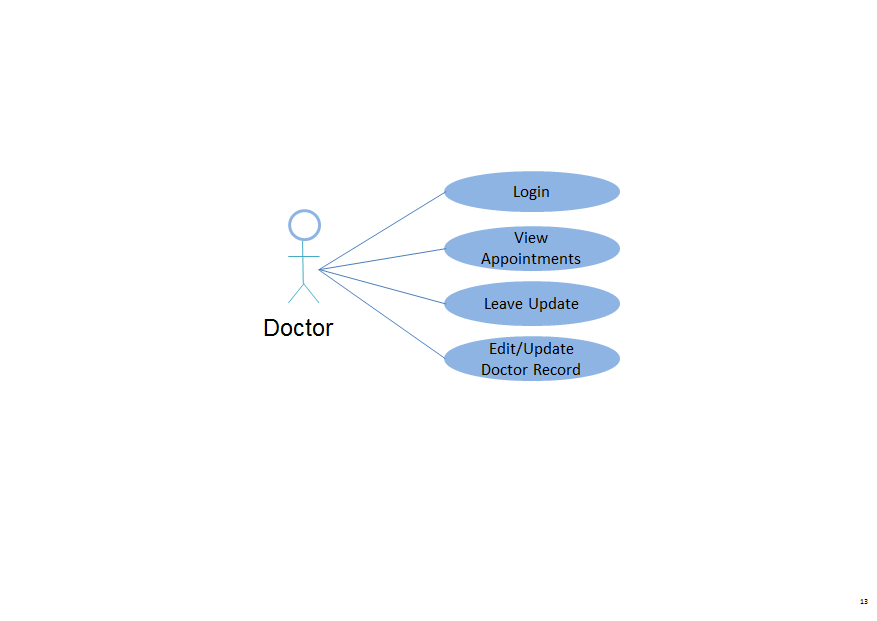 Login
View
Appointments
Leave Update
Edit/Update
Doctor Record
Doctor
13